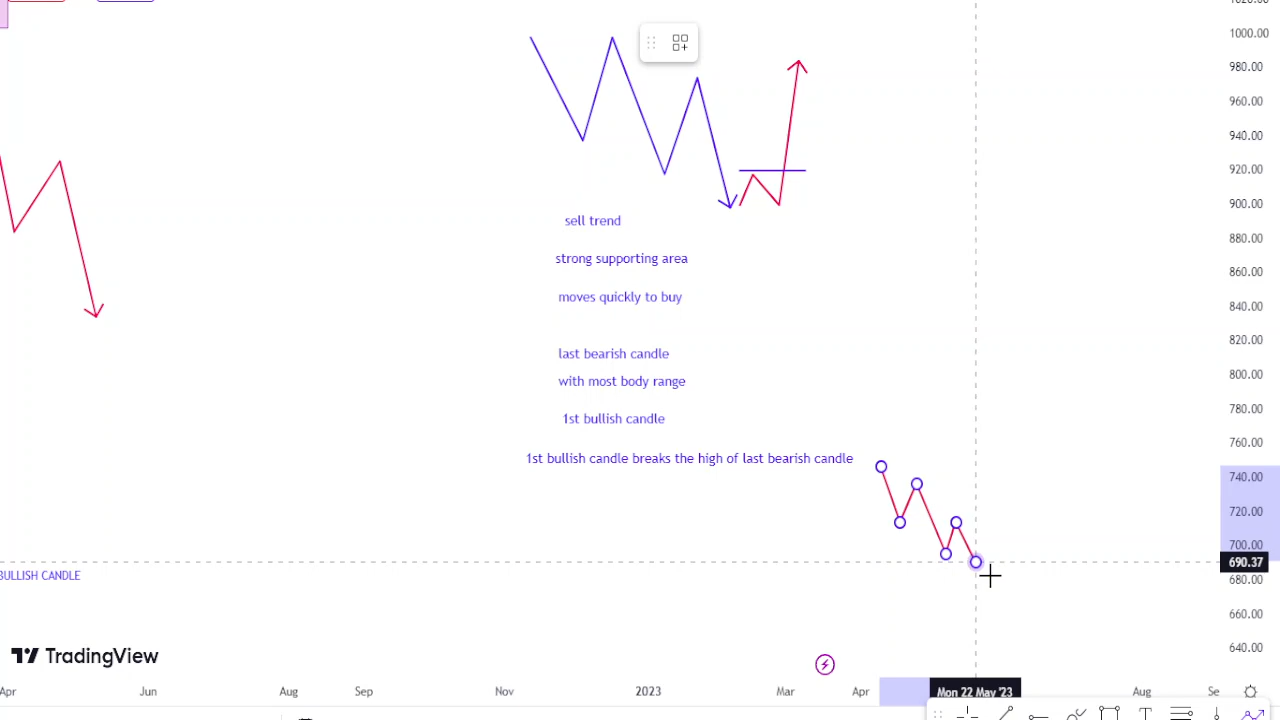 1000.00
980.00
960.00
940.00
920.00
900.00
880.00
860.00
840.00
820.00
800.00
780.00
760.00
740.00
720.00
700.00
690.37
680.00
660.00
640.00
sell trend
strong supporting area
moves quickly to buy
last bearish candle
with most body range
1st bullish candle
1st bullish candle breaks the high of last bearish candle
BULLISH CANDLE
TradingView
Apr Jun Aug Sep Nov 2023 Mar Apr Mon 22 May '23 Aug Se